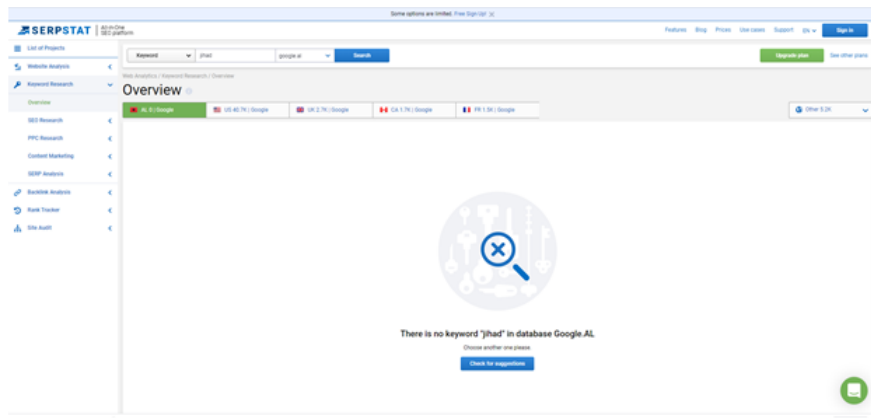 Some options are limited. Free Sign Up!
SERPSTAT All-in-One SEO platform
Features Blog Prices Use cases Support EN Sign in
List of Projects
Keyword jihad google.al Search Upgrade plan See other plans
Website Analysis
Web Analytics / Keyword Research / Overview
Keyword Research
Overview
Overview
AL 0 | Google US 40.7K | Google UK 2.7K | Google CA 1.7K | Google FR 1.5K | Google Other 5.2K
SEO Research
PPC Research
Content Marketing
SERP Analysis
Backlink Analysis
Rank Tracker
Site Audit
There is no keyword "jihad" in database Google.AL
Choose another one please.
Check for suggestions